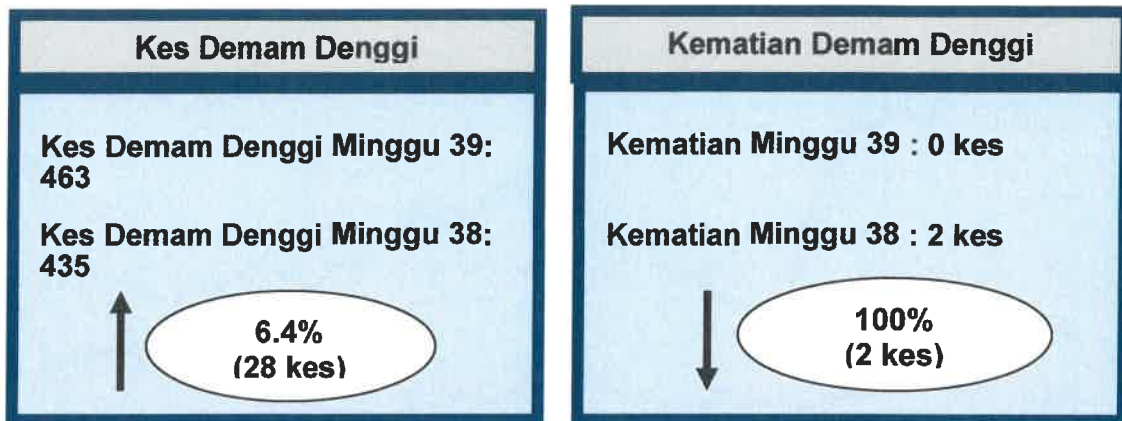 Kes Demam Denggi
Kes Demam Denggi Minggu 39:
463
Kes Demam Denggi Minggu 38:
435
6.4%
(28 kes)
Kematian Demam Denggi
Kematian Minggu 39 : 0 kes
Kematian Minggu 38 : 2 kes
100%
(2 kes)